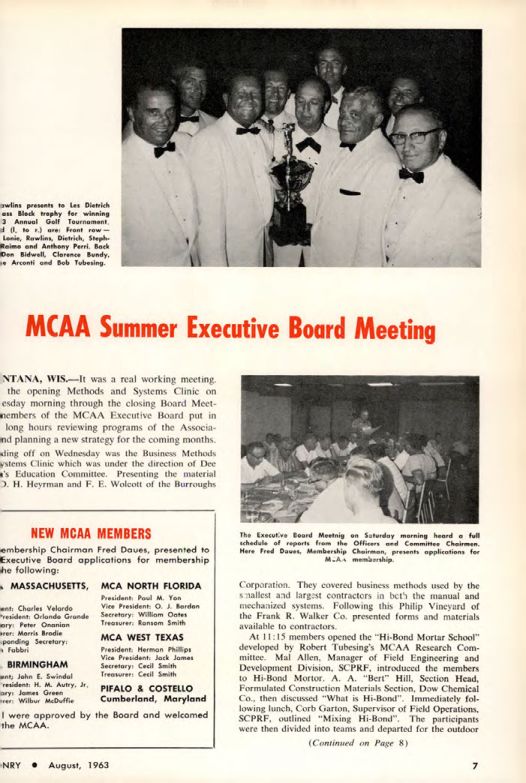 awlins presents to Les Dietrich
ass Block trophy for winning
3 Annual Golf Tournament.
d (l, to r.) are: Front row —
Lonie, Rawlins, Dietrich, Steph-
Raimo and Anthony Perri. Back
Don Bidwell, Clarence Bundy,
e Arconti and Bob Tubesing.
MCAA Summer Executive Board Meeting
NTANA, WIS.—It was a real working meeting.
the opening Methods and Systems Clinic on
esday morning through the closing Board Meet-
members of the MCAA Executive Board put in
long hours reviewing programs of the Associa-
nd planning a new strategy for the coming months.
ding off on Wednesday was the Business Methods
ystems Clinic which was under the direction of Dee
's Education Committee. Presenting the material
D. H. Heyrman and F. E. Wolcott of the Burroughs
NEW MCAA MEMBERS
embership Chairman Fred Daues, presented to
Executive Board applications for membership
he following:
MASSACHUSETTS,
ent: Charles Velardo
President: Orlando Grande
ary: Peter Ononian
rer: Morris Brodie
sponding Secretary:
Fabbri
BIRMINGHAM
ent: John E. Swindal
resident: H. M. Autry, Jr.
ary: James Green
rer: Wilbur McDuffie
MCA NORTH FLORIDA
President: Paul M. Yon
Vice President: O. J. Bardon
Secretary: William Oates
Treasurer: Ransom Smith
MCA WEST TEXAS
President: Herman Phillips
Vice President: Jack James
Secretary: Cecil Smith
Treasurer: Cecil Smith
PIFALO & COSTELLO
Cumberland, Maryland
l were approved by the Board and welcomed
the MCAA.
The Executive Board Meetnig on Saturday morning heard a full
schedule of reports from the Officers and Committee Chairmen.
Here Fred Daues, Membership Chairman, presents applications for
membership.
Corporation. They covered business methods used by the
smallest and largest contractors in both the manual and
mechanized systems. Following this Philip Vineyard of
the Frank R. Walker Co. presented forms and materials
available to contractors.
At 11:15 members opened the "Hi-Bond Mortar School"
developed by Robert Tubesing's MCAA Research Com-
mittee. Mal Allen, Manager of Field Engineering and
Development Division, SCPRF, introduced the members
to Hi-Bond Mortar. A. A. "Bert" Hill, Section Head,
Formulated Construction Materials Section, Dow Chemical
Co., then discussed "What is Hi-Bond". Immediately fol-
lowing lunch, Corb Garton, Supervisor of Field Operations,
SCPRF, outlined "Mixing Hi-Bond". The participants
were then divided into teams and departed for the outdoor
(Continued on Page 8)
NRY • August, 1963
7